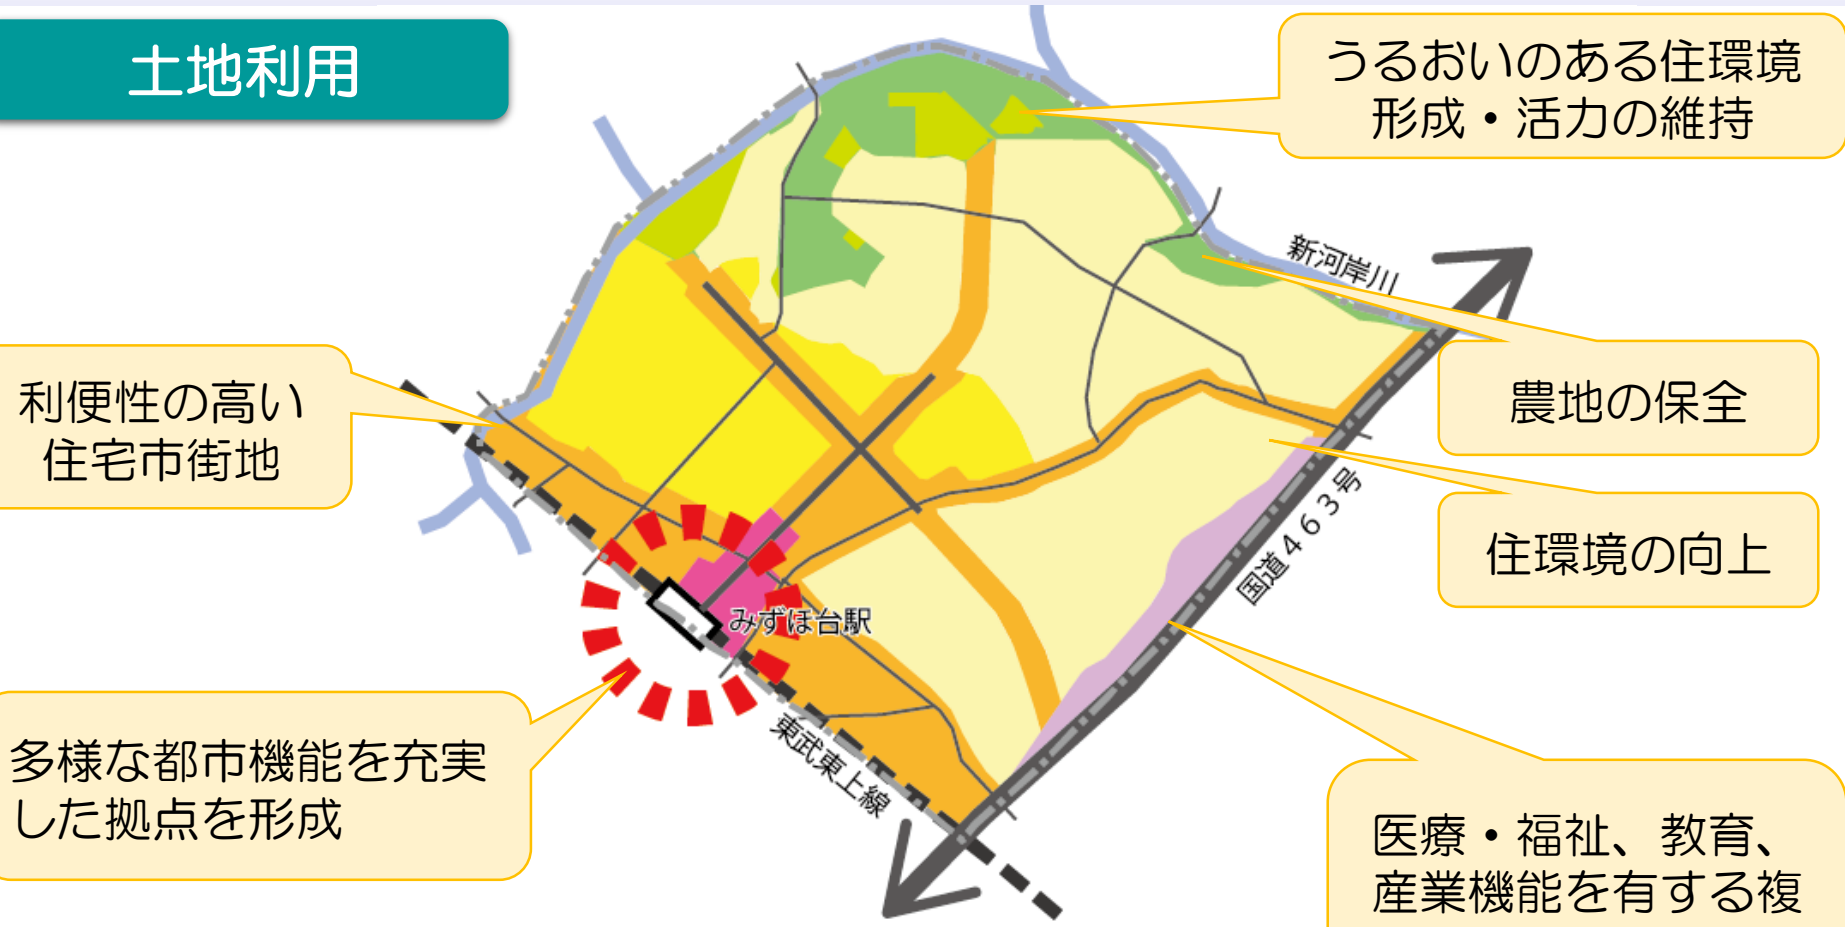 土地利用
うるおいのある住環境
形成・活力の維持
新河岸川
利便性の高い
住宅市街地
農地の保全
国道４６３号
住環境の向上
みずほ台駅
東武東上線
多様な都市機能を充実
した拠点を形成
医療・福祉、教育、
産業機能を有する複